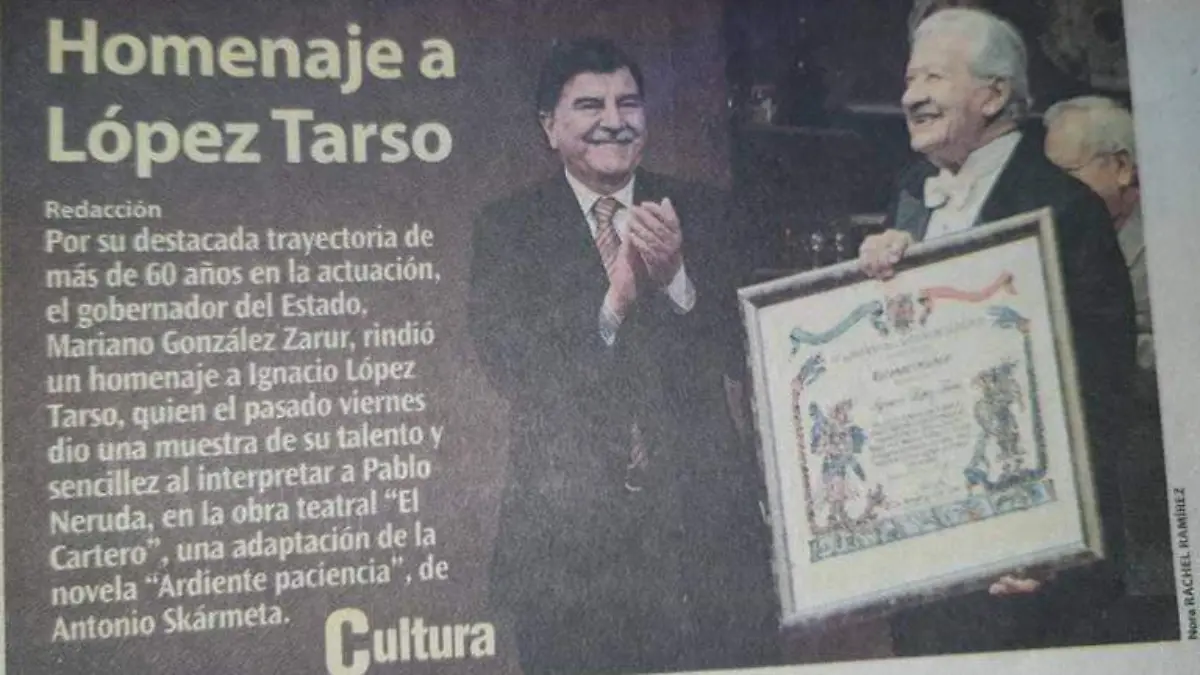 Homenaje a
López Tarso
Redacción
Por su destacada trayectoria de
más de 60 años en la actuación,
el gobernador del Estado,
Mariano González Zarur, rindió
un homenaje a Ignacio López
Tarso, quien el pasado viernes
dio una muestra de su talento y
sencillez al interpretar a Pablo
Neruda, en la obra teatral “El
Cartero”, una adaptación de la
novela “Ardiente paciencia”, de
Antonio Skármeta.
Cultura
Nora RACHEL RAMÍREZ